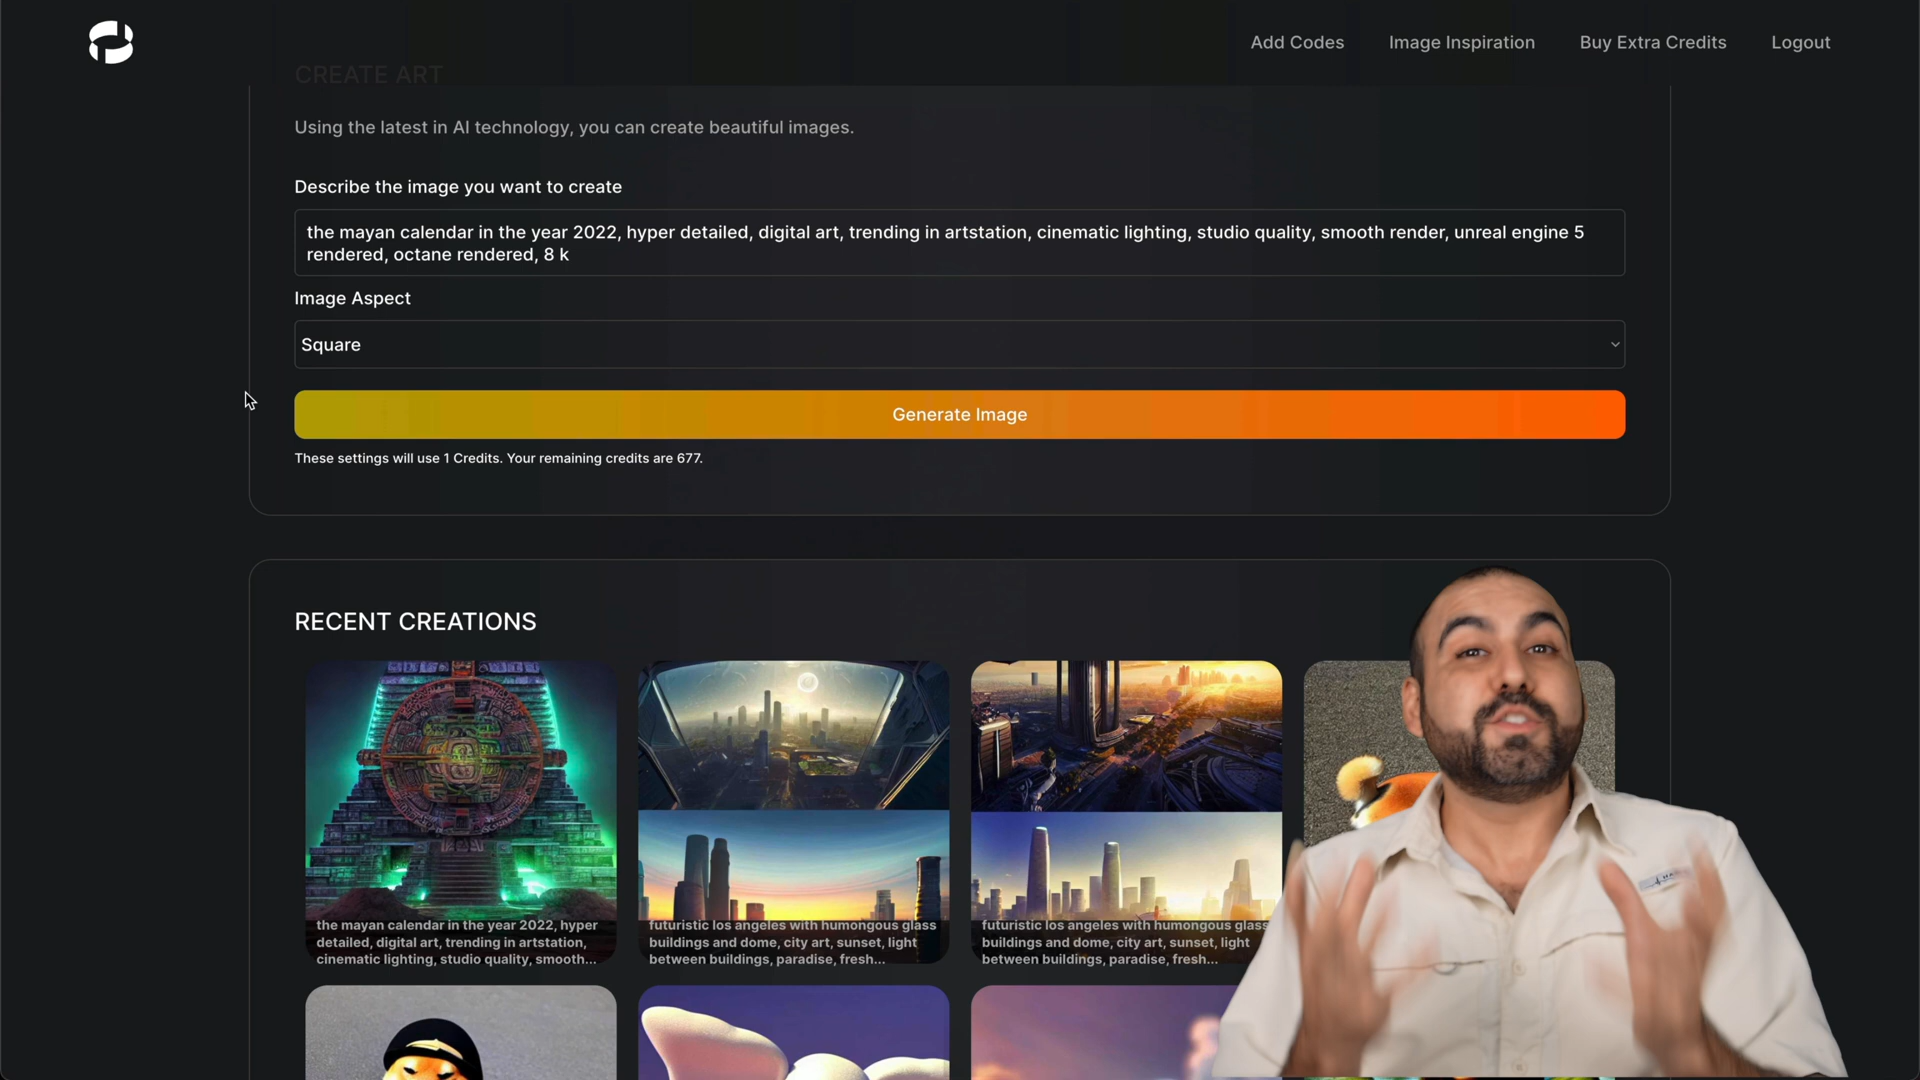 Add Codes
Image Inspiration
Buy Extra Credits
Logout
CREATE ART
Using the latest in AI technology, you can create beautiful images.
Describe the image you want to create
the mayan calendar in the year 2022, hyper detailed, digital art, trending in artstation, cinematic lighting, studio quality, smooth render, unreal engine 5
rendered, octane rendered, 8 k
Image Aspect
Square
Generate Image
These settings will use 1 Credits. Your remaining credits are 677.
RECENT CREATIONS
the mayan calendar in the year 2022, hyper
detailed, digital art, trending in artstation,
cinematic lighting, studio quality, smooth...
futuristic los angeles with humongous glass
buildings and dome, city art, sunset, light
between buildings, paradise, fresh...
futuristic los angeles with humongous glass
buildings and dome, city art, sunset, light
between buildings, paradise, fresh...